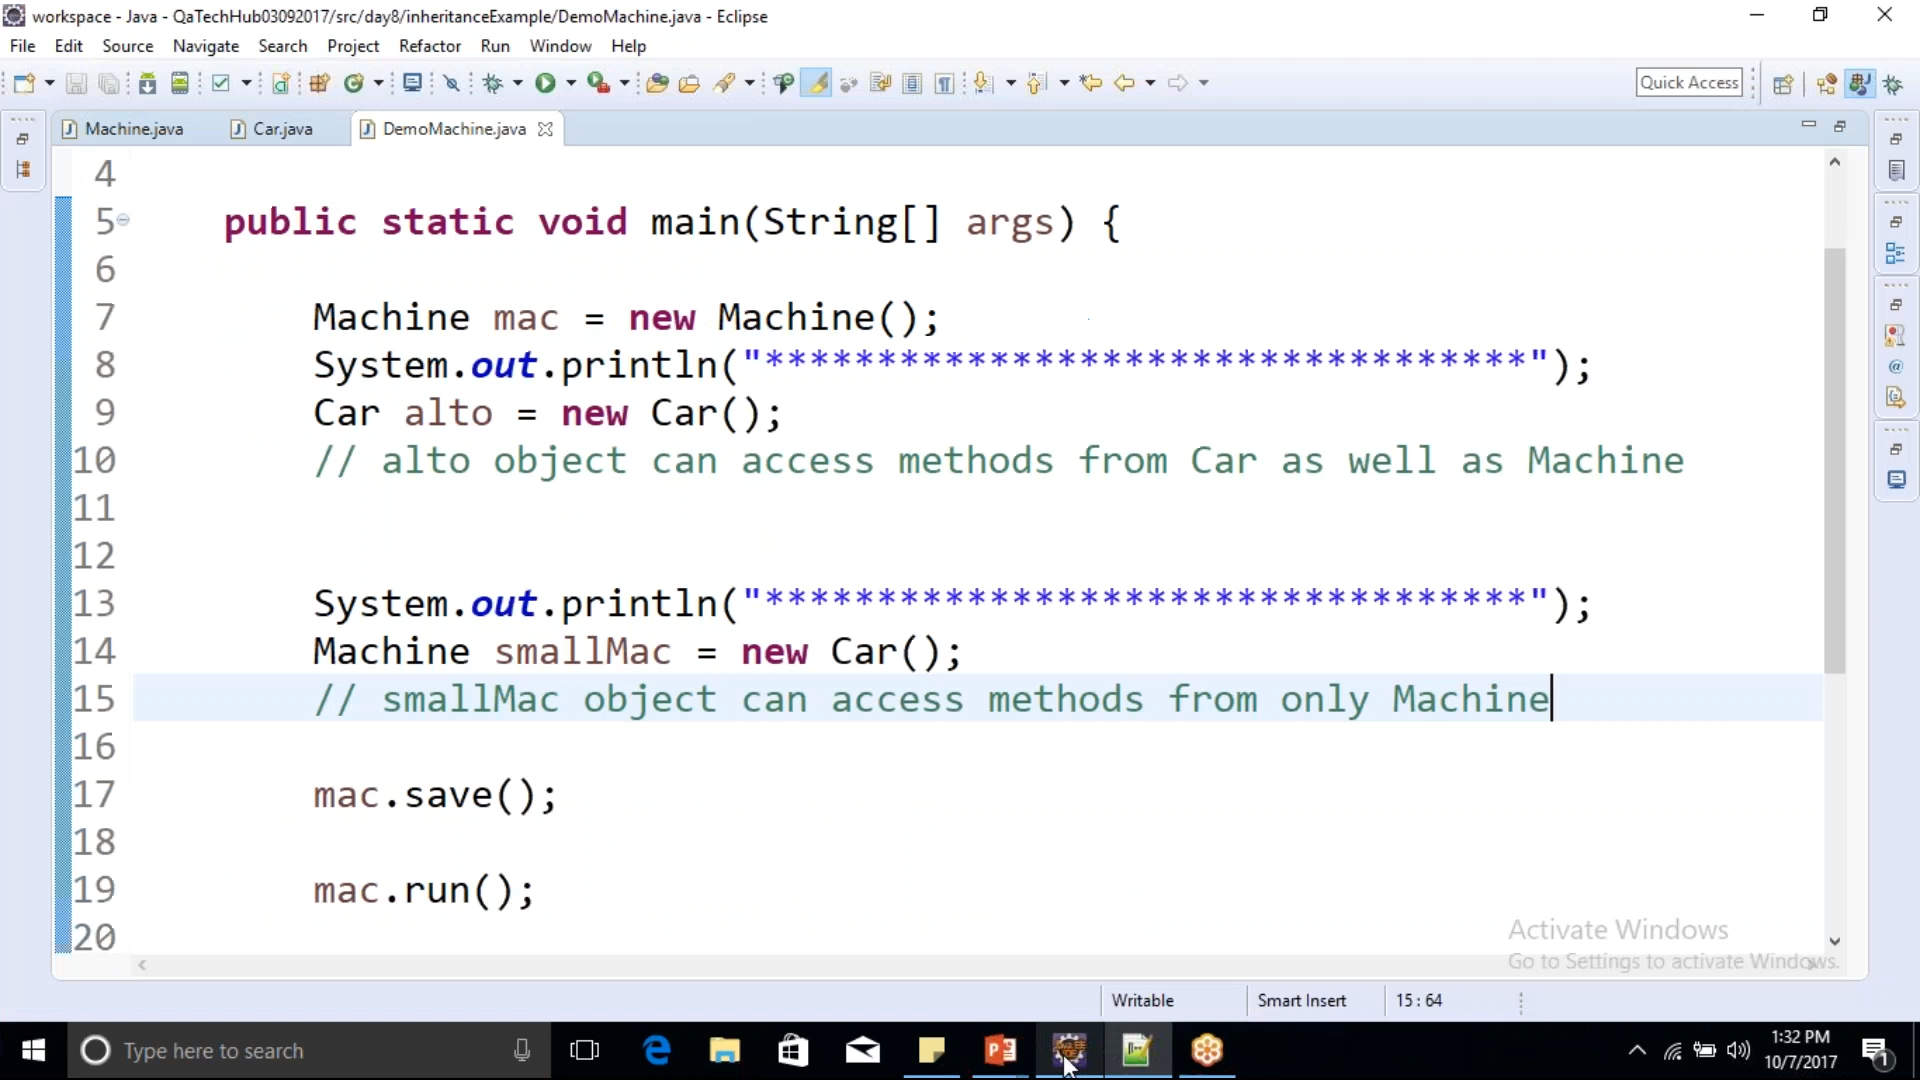 workspace - Java - QaTechHub03092017/src/day8/inheritanceExample/DemoMachine.java - Eclipse
File Edit Source Navigate Search Project Refactor Run Window Help
Quick Access
Machine.java Car.java DemoMachine.java
4
5 public static void main(String[] args) {
6
7 Machine mac = new Machine();
8 System.out.println("**********************************");
9 Car alto = new Car();
10 // alto object can access methods from Car as well as Machine
11
12
13 System.out.println("**********************************");
14 Machine smallMac = new Car();
15 // smallMac object can access methods from only Machine
16
17 mac.save();
18
19 mac.run();
20
Activate Windows
Go to Settings to activate Windows.
Writable Smart Insert 15 : 64
Type here to search
1:32 PM
10/7/2017
1